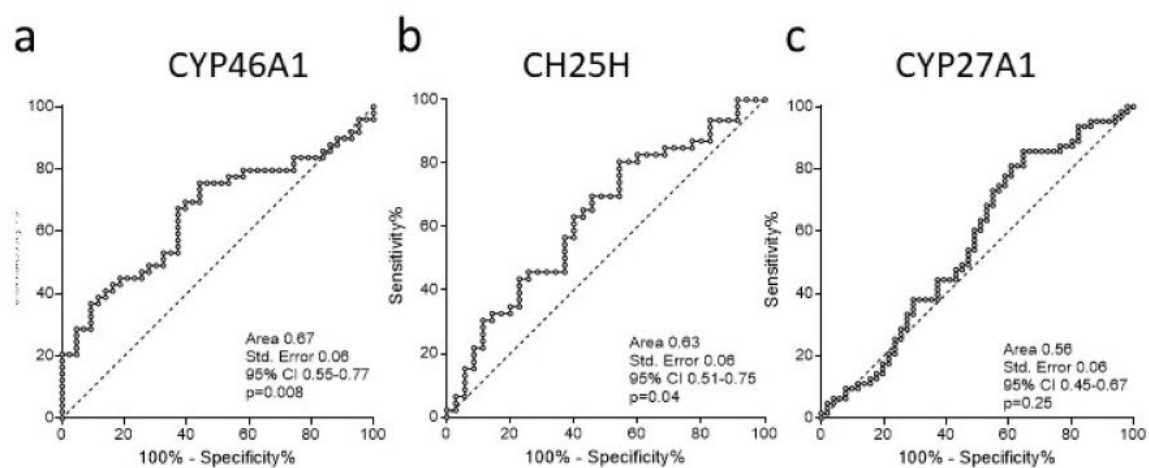 a
CYP46A1
b
CH25H
c
CYP27A1
100
80
60
40
20
0
Area 0.67
Std. Error 0.06
95% CI 0.55-0.77
p=0.008
0 20 40 60 80 100
100% - Specificity%
Sensitivity%
100
80
60
40
20
0
Area 0.63
Std. Error 0.06
95% CI 0.51-0.75
p=0.04
0 20 40 60 80 100
100% - Specificity%
Sensitivity%
100
80
60
40
20
0
Area 0.56
Std. Error 0.06
95% CI 0.45-0.67
p=0.25
0 20 40 60 80 100
100% - Specificity%